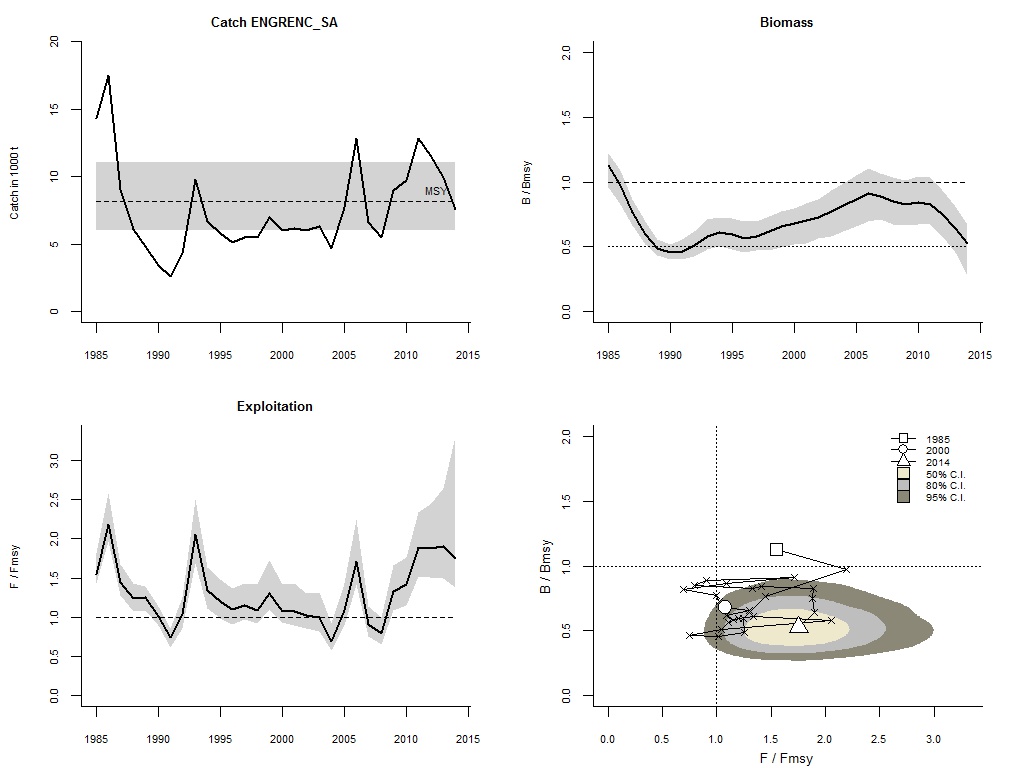 Catch ENGRENC_SA
Catch in 1000 t
20
15
10
5
0
MSY
1985 1990 1995 2000 2005 2010 2015
Biomass
B / Bmsy
2.0
1.5
1.0
0.5
0.0
1985 1990 1995 2000 2005 2010 2015
Exploitation
F / Fmsy
3.0
2.5
2.0
1.5
1.0
0.5
0.0
1985 1990 1995 2000 2005 2010 2015
B / Bmsy
2.0
1.5
1.0
0.5
0.0
1985
2000
2014
50% C.I.
80% C.I.
95% C.I.
0.0 0.5 1.0 1.5 2.0 2.5 3.0
F / Fmsy